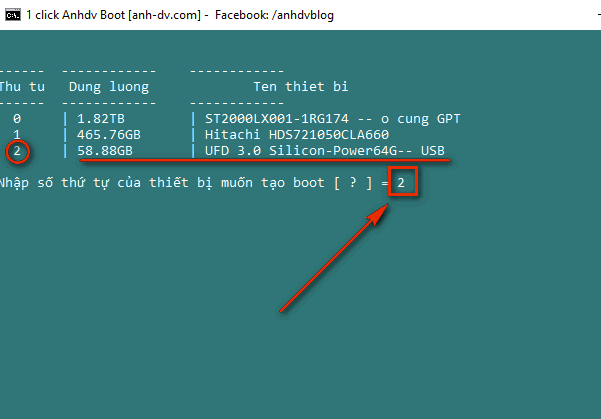 1 click Anhdv Boot [anh-dv.com] - Facebook: /anhdvblog
------ ------------ ------------
Thu tu Dung luong Ten thiet bi
------ ------------ ------------
0 | 1.82TB | ST2000LX001-1RG174 -- o cung GPT
1 | 465.76GB | Hitachi HDS721050CLA660
2 | 58.88GB | UFD 3.0 Silicon-Power64G-- USB
Nhập số thứ tự của thiết bị muốn tạo boot [ ? ] = 2